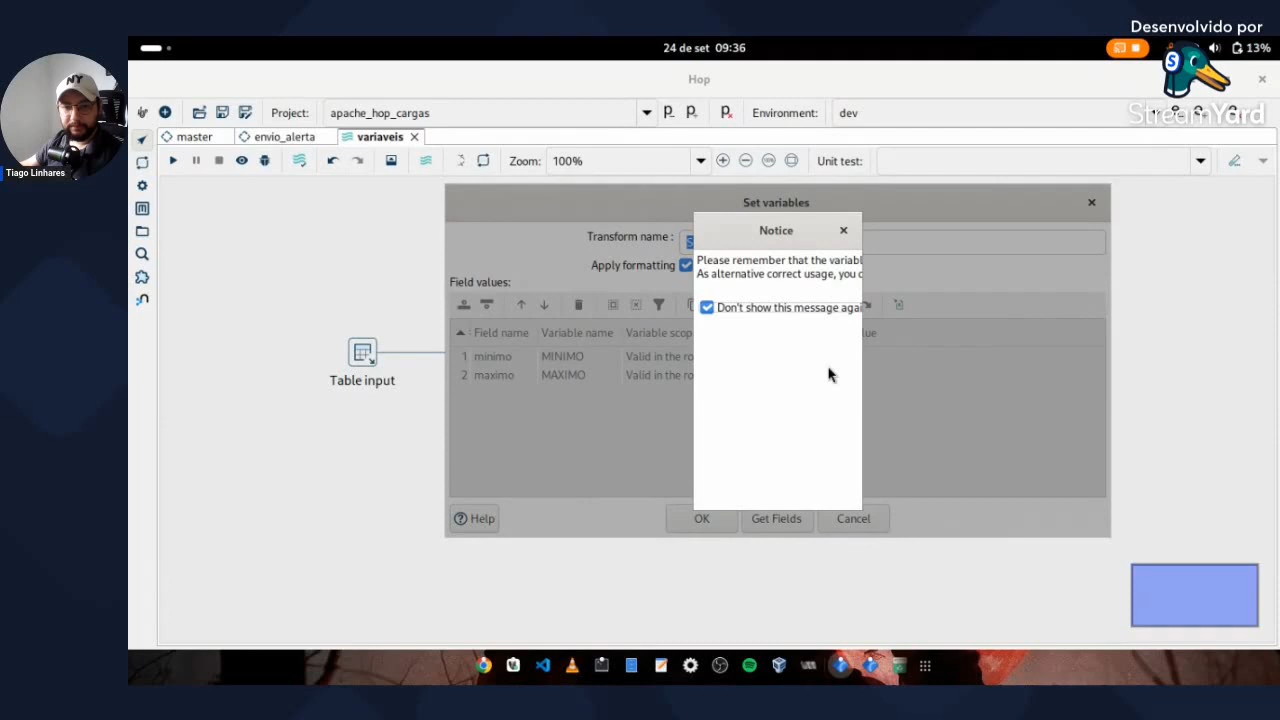 Desenvolvido por
StreamYard
24 de set 09:36
13%
Hop
Tiago Linhares
NY
Project:
apache_hop_cargas
Environment:
dev
master
envio_alerta
variaveis
Zoom:
100%
Unit test:
Set variables
Transform name :
Apply formatting
Field values:
Notice
Please remember that the variabl
As alternative correct usage, you c
Don't show this message agai
Field name
Variable name
Variable scop
ue
1 minimo MINIMO Valid in the ro
2 maximo MAXIMO Valid in the ro
Table input
Help
OK
Get Fields
Cancel